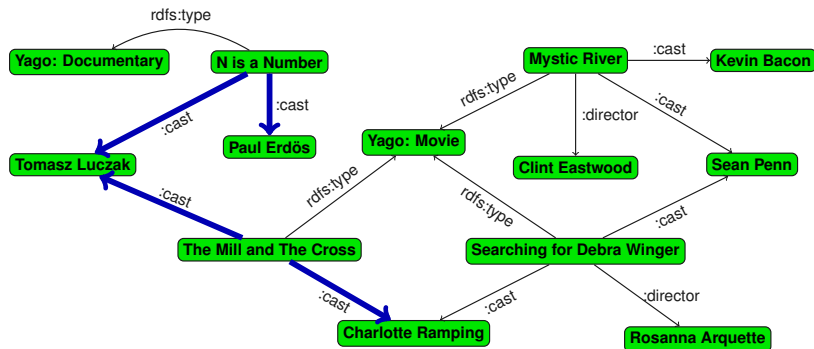 rdfs:type
Yago: Documentary
N is a Number
Mystic River
:cast
Kevin Bacon
:cast
:cast
rdfs:type
:director
:cast
Paul Erdös
Yago: Movie
Tomasz Luczak
Clint Eastwood
Sean Penn
:cast
rdfs:type
rdfs:type
:cast
The Mill and The Cross
Searching for Debra Winger
:cast
:cast
:director
Charlotte Ramping
Rosanna Arquette